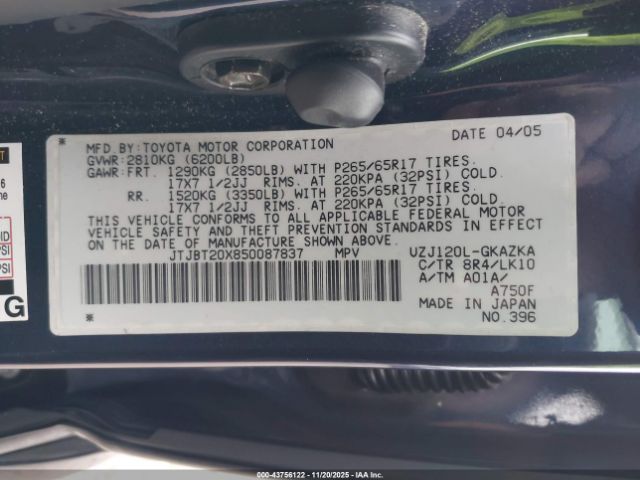 MFD.BY:TOYOTA MOTOR CORPORATION DATE 04/05
GVWR:2810KG (6200LB)
GAWR:FRT. 1290KG (2850LB) WITH P265/65R17 TIRES.
17X7 1/2JJ RIMS. AT 220KPA (32PSI) COLD.
RR. 1520KG (3350LB) WITH P265/65R17 TIRES.
17X7 1/2JJ RIMS. AT 220KPA (32PSI) COLD.
THIS VEHICLE CONFORMS TO ALL APPLICABLE FEDERAL MOTOR
VEHICLE SAFETY AND THEFT PREVENTION STANDARDS IN EFFECT
ON THE DATE OF MANUFACTURE SHOWN ABOVE.
JTJBT20X850087837 MPV UZJ120L-GKAZKA
C/TR 8R4/LK10
A/TM A01A/
A750F
MADE IN JAPAN
NO.396
G
43756122 - 11/20/2025 - IAA Inc.